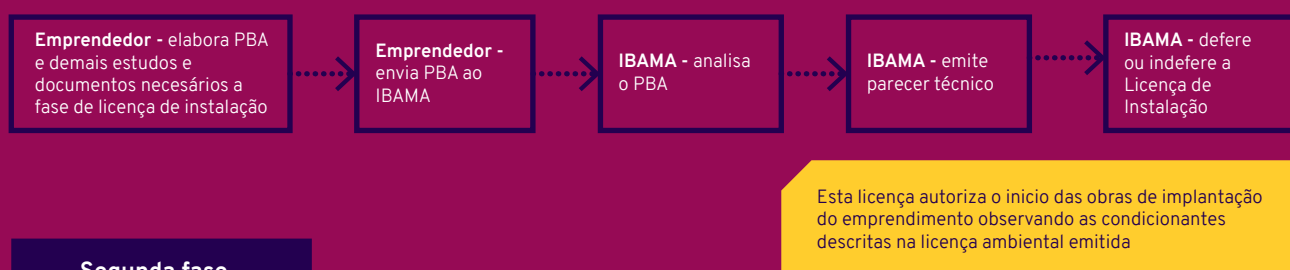 Emprendedor - elabora PBA
e demais estudos e
documentos necesários a
fase de licença de instalação
Emprendedor -
envia PBA ao
IBAMA
IBAMA - analisa
o PBA
IBAMA - emite
parecer técnico
IBAMA - defere
ou indefere a
Licença de
Instalação
Esta licença autoriza o inicio das obras de implantação
do emprendimento observando as condicionantes
descritas na licença ambiental emitida
Segunda fase